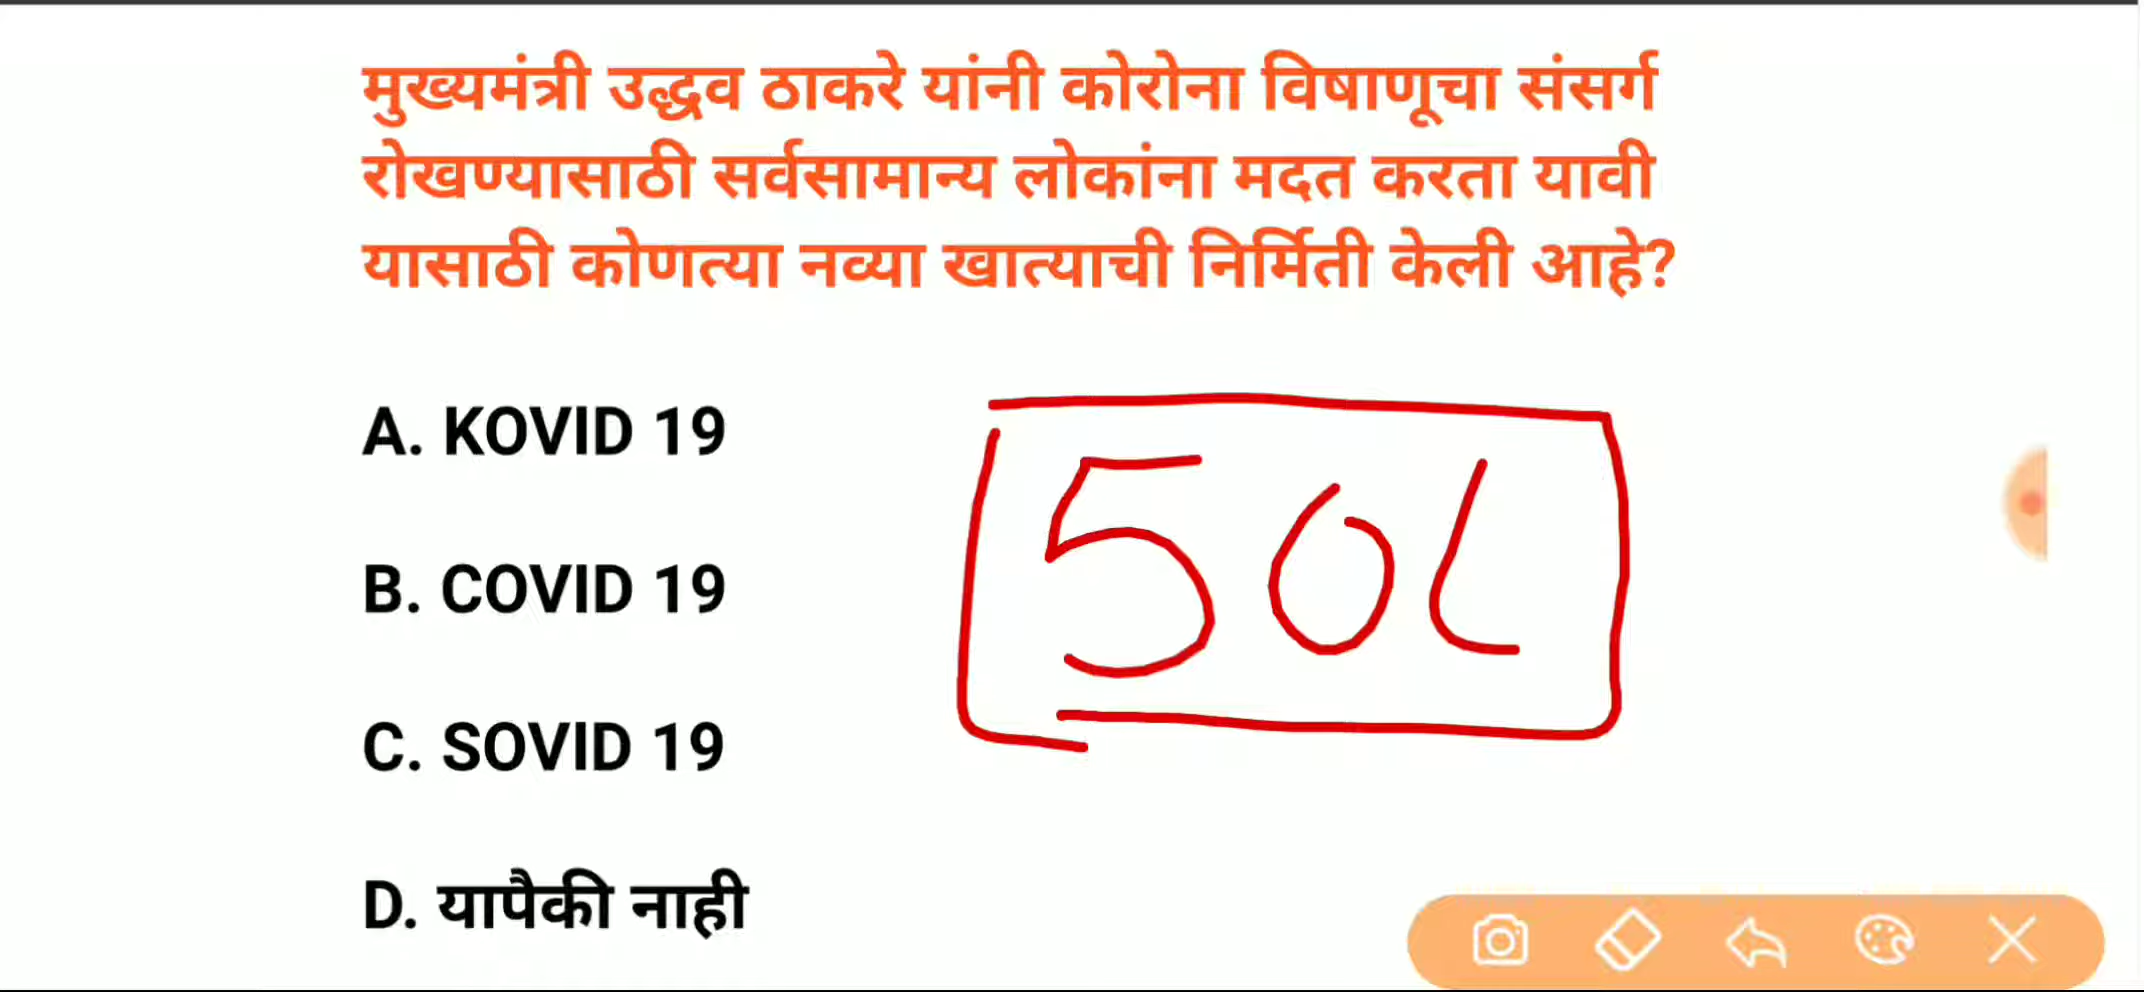 मुख्यमंत्री उद्धव ठाकरे यांनी कोरोना विषाणूचा संसर्ग
रोखण्यासाठी सर्वसामान्य लोकांना मदत करता यावी
यासाठी कोणत्या नव्या खात्याची निर्मिती केली आहे?
A. KOVID 19
B. COVID 19
50L
C. SOVID 19
D. यापैकी नाही